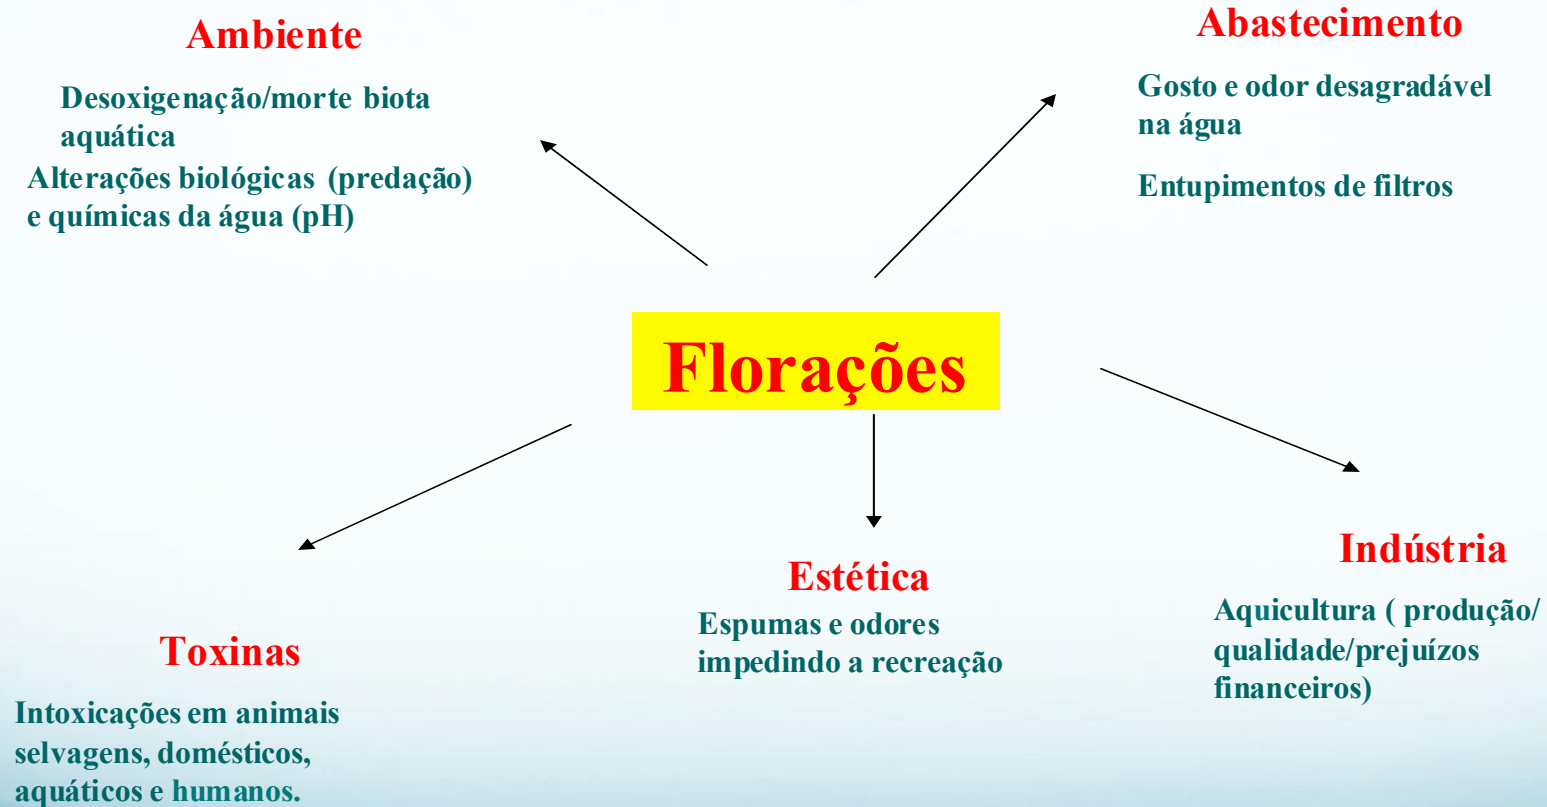 Ambiente
Desoxigenação/morte biota
aquática
Alterações biológicas (predação)
e químicas da água (pH)
Abastecimento
Gosto e odor desagradável
na água
Entupimentos de filtros
Florações
Toxinas
Intoxicações em animais
selvagens, domésticos,
aquáticos e humanos.
Estética
Espumas e odores
impedindo a recreação
Indústria
Aquicultura ( produção/
qualidade/prejuízos
financeiros)